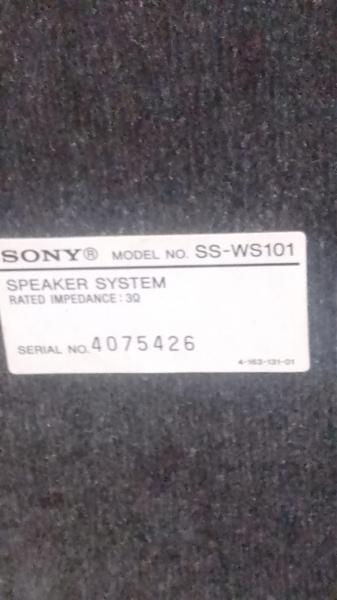 SONY® MODEL NO. SS-WS101
SPEAKER SYSTEM
RATED IMPEDANCE: 3Ω
SERIAL NO. 4075426
4-163-131-01